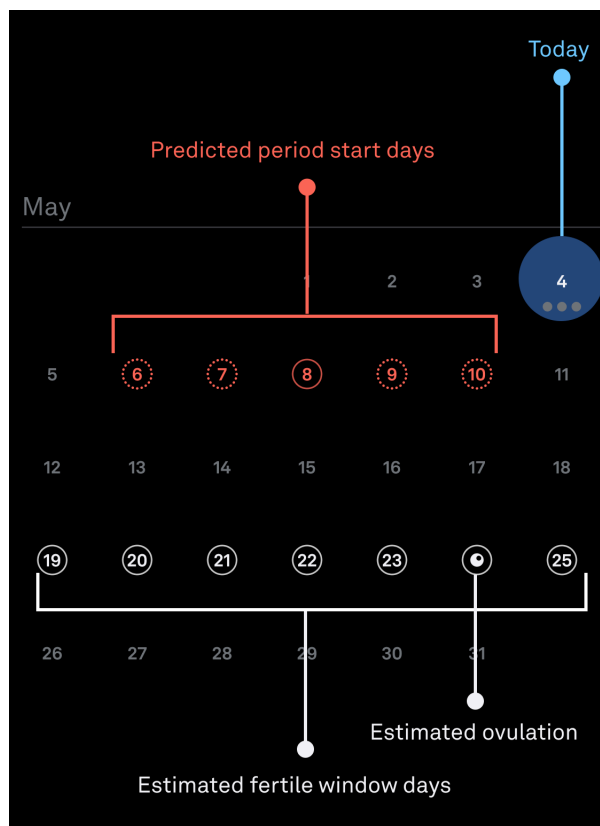 Today
Predicted period start days
May
1 2 3 4
5 6 7 8 9 10 11
12 13 14 15 16 17 18
19 20 21 22 23 25
26 27 28 29 30 31
Estimated ovulation
Estimated fertile window days